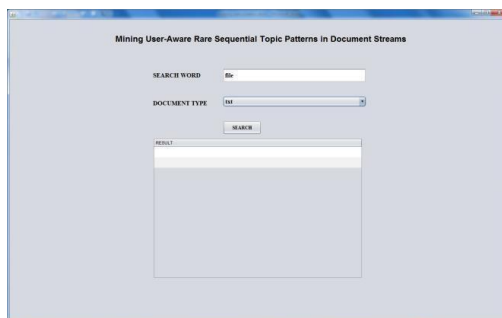 Mining User-Aware Rare Sequential Topic Patterns in Document Streams
SEARCH WORD
file
DOCUMENT TYPE
txt
SEARCH
RESULT